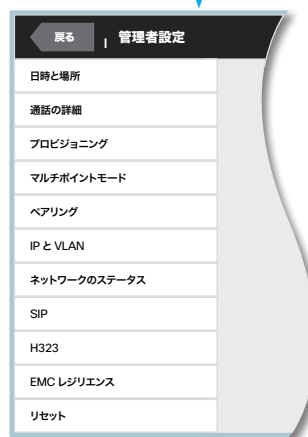 戻る | 管理者設定
日時と場所
通話の詳細
プロビジョニング
マルチポイントモード
ペアリング
IP と VLAN
ネットワークのステータス
SIP
H323
EMC レジリエンス
リセット